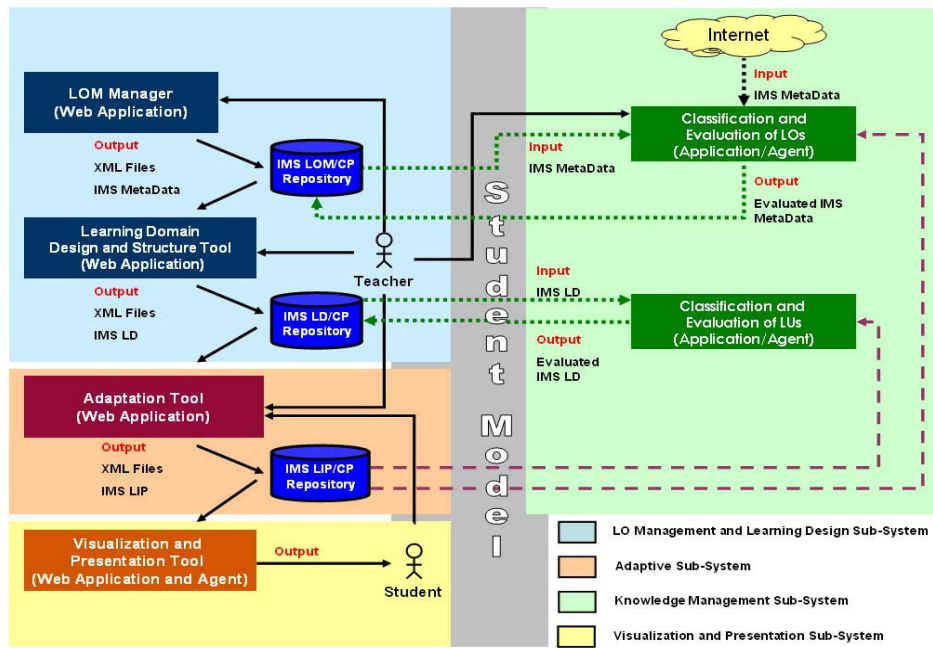 Internet
Input
IMS MetaData
LOM Manager
(Web Application)
Output
XML Files
IMS MetaData
IMS LOM/CP
Repository
Input
IMS MetaData
Classification and
Evaluation of LOs
(Application/Agent)
Output
Evaluated IMS
MetaData
Learning Domain
Design and Structure Tool
(Web Application)
Output
XML Files
IMS LD
Teacher
IMS LD/CP
Repository
Input
IMS LD
Classification and
Evaluation of LUs
(Application/Agent)
Output
Evaluated
IMS LD
Student Model
Adaptation Tool
(Web Application)
Output
XML Files
IMS LIP
IMS LIP/CP
Repository
Visualization and
Presentation Tool
(Web Application and Agent)
Output
Student
LO Management and Learning Design Sub-System
Adaptive Sub-System
Knowledge Management Sub-System
Visualization and Presentation Sub-System